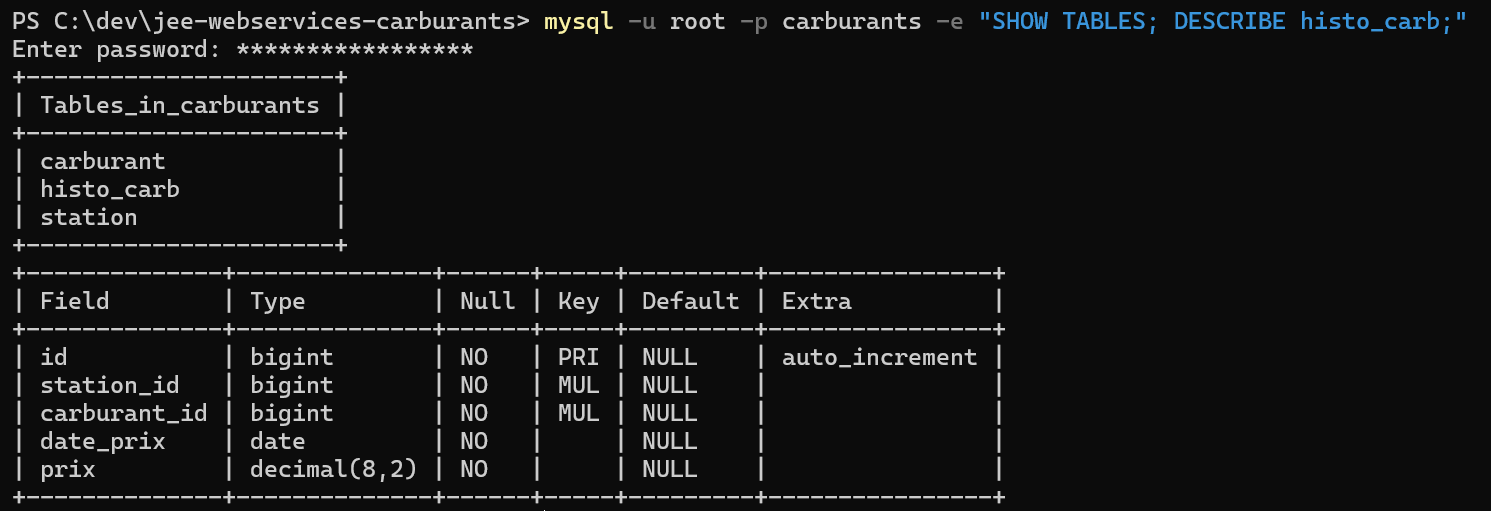 PS C:\dev\jee-webservices-carburants> mysql -u root -p carburants -e "SHOW TABLES; DESCRIBE histo_carb;"
Enter password: *****************
+----------------------+
| Tables_in_carburants |
+----------------------+
| carburant            |
| histo_carb           |
| station              |
+----------------------+
+--------------+--------------+------+-----+---------+----------------+
| Field        | Type         | Null | Key | Default | Extra          |
+--------------+--------------+------+-----+---------+----------------+
| id           | bigint       | NO   | PRI | NULL    | auto_increment |
| station_id   | bigint       | NO   | MUL | NULL    |                |
| carburant_id | bigint       | NO   | MUL | NULL    |                |
| date_prix    | date         | NO   |     | NULL    |                |
| prix         | decimal(8,2) | NO   |     | NULL    |                |
+--------------+--------------+------+-----+---------+----------------+